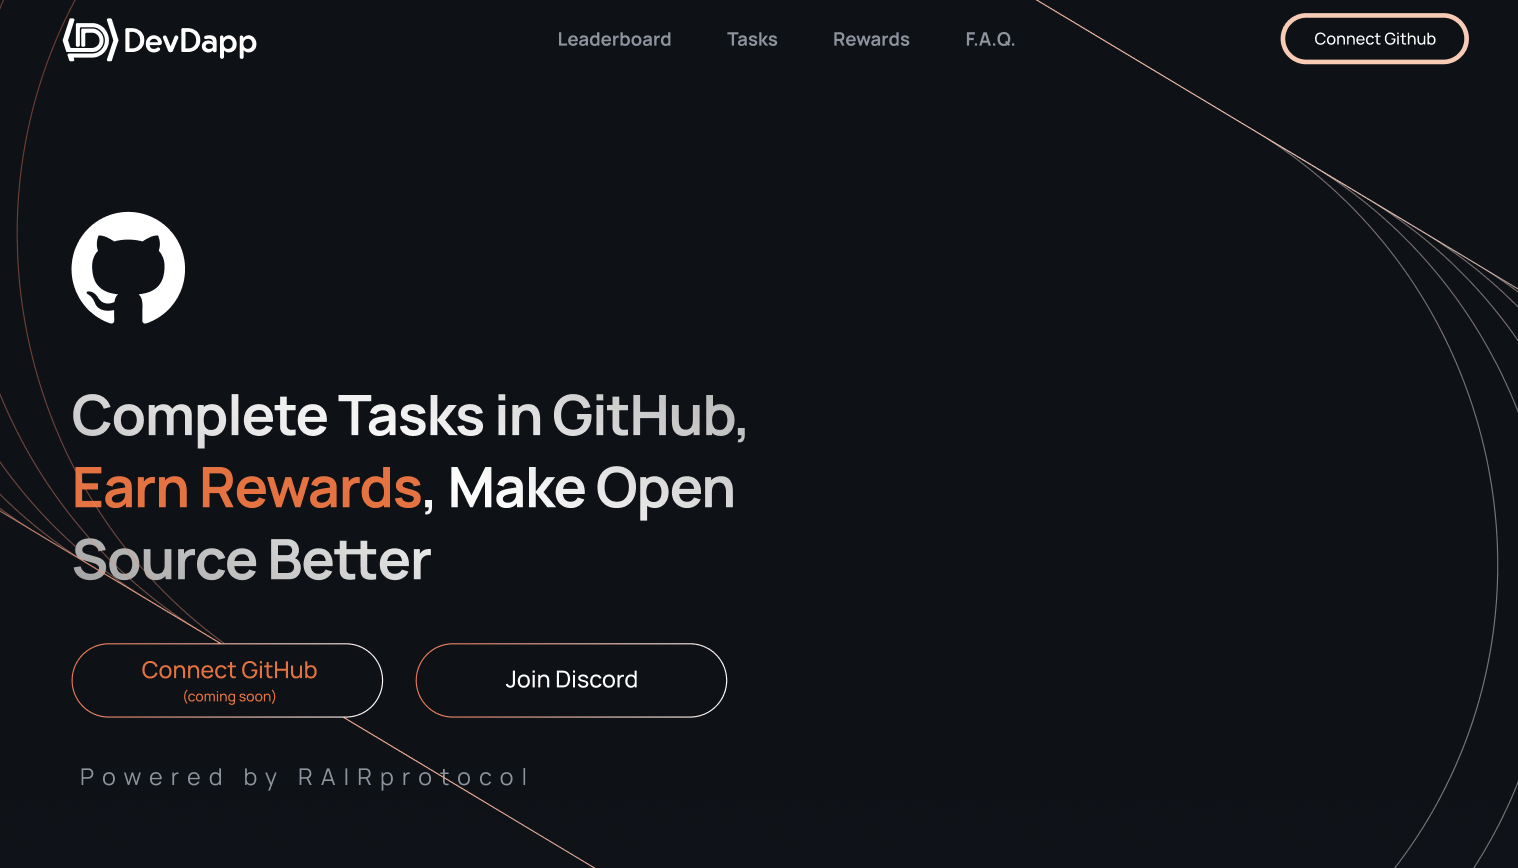 DevDapp
Leaderboard
Tasks
Rewards
F.A.Q.
Connect Github
Complete Tasks in GitHub,
Earn Rewards, Make Open
Source Better
Connect GitHub
(coming soon)
Join Discord
Powered by RAIRprotocol